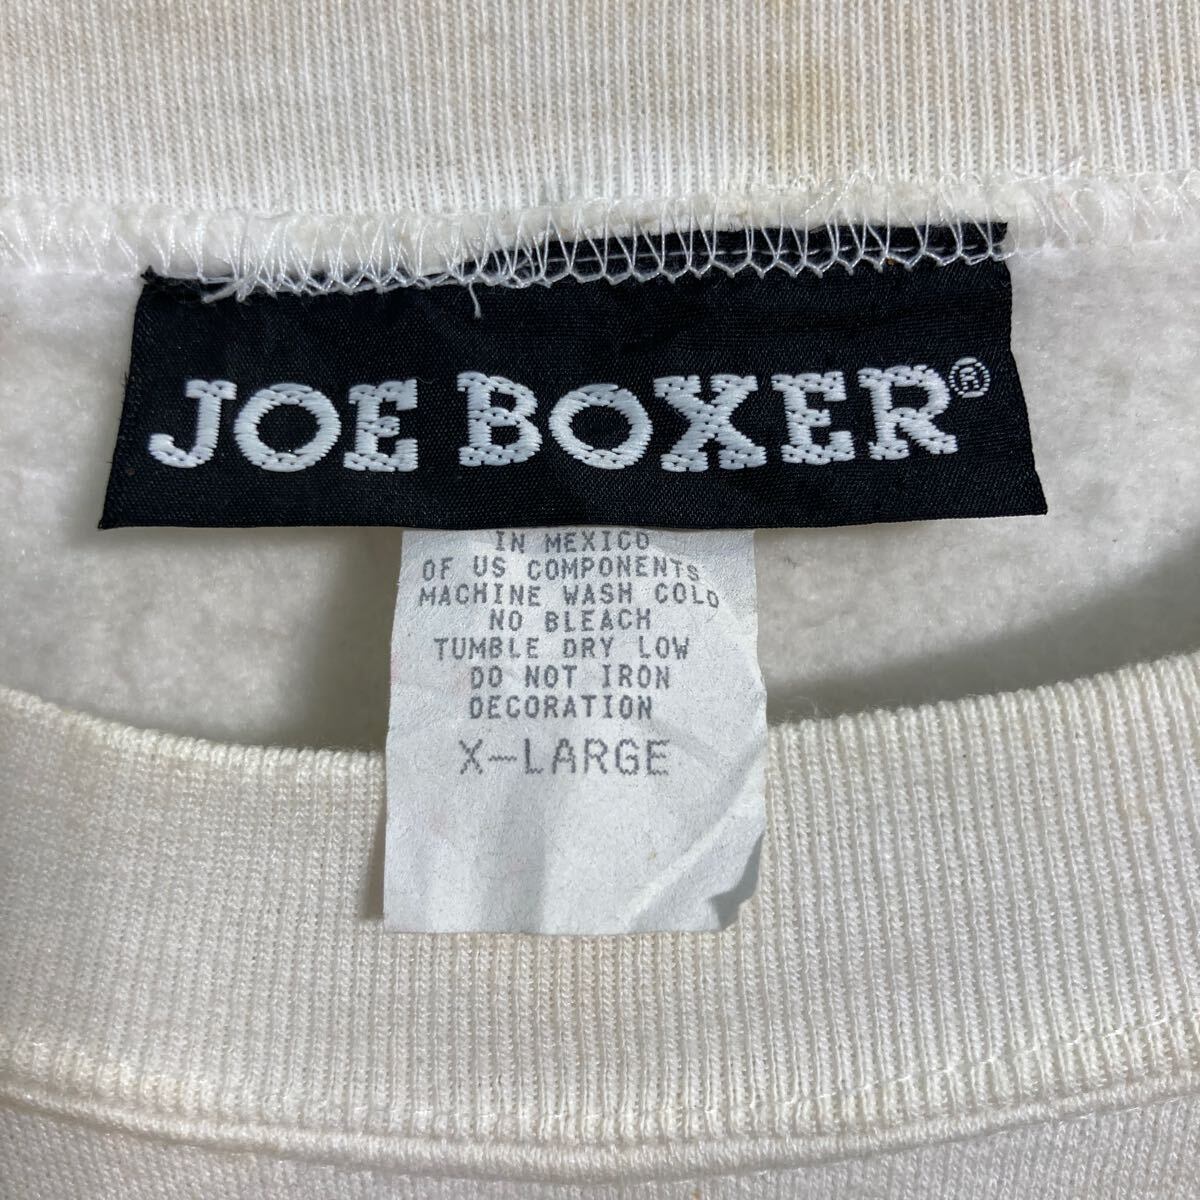 JOE BOXER®
IN MEXICO
OF US COMPONENTS
MACHINE WASH COLD
NO BLEACH
TUMBLE DRY LOW
DO NOT IRON
DECORATION
X-LARGE